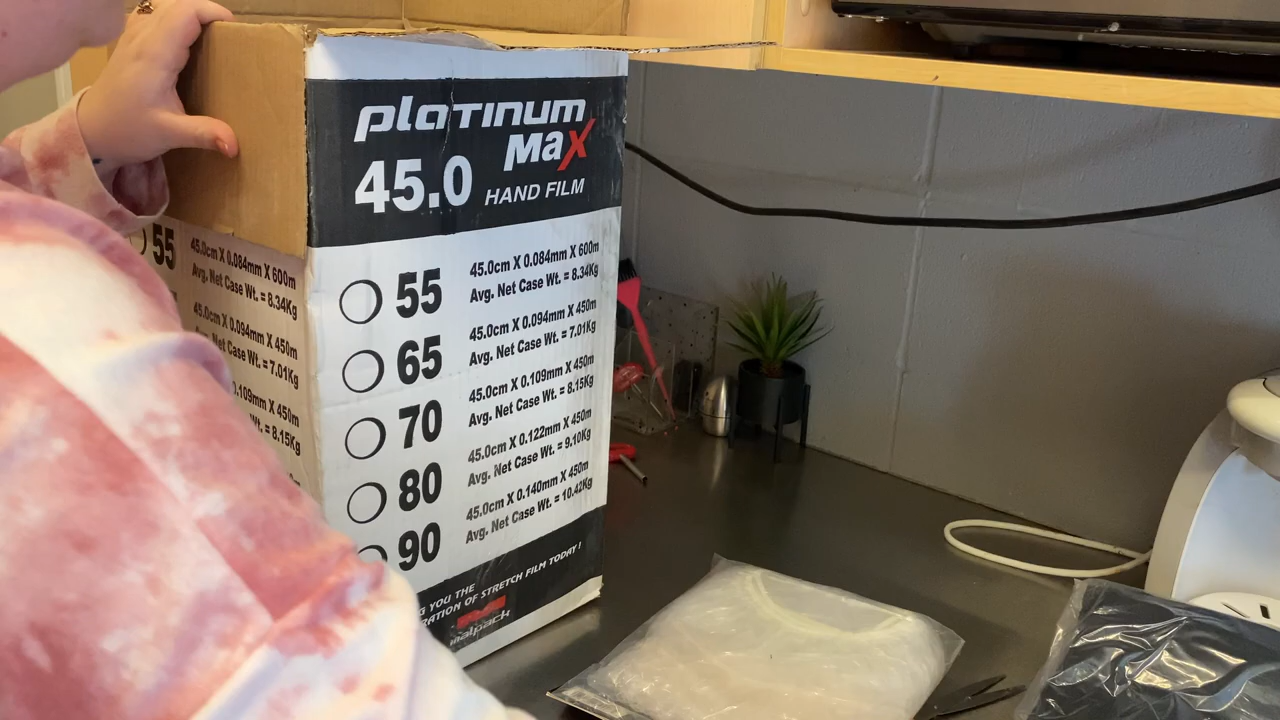 PLATINUM
MAX
45.0 HAND FILM
55 45.0cm X 0.084mm X 600m
Avg. Net Case Wt. = 8.34Kg
65 45.0cm X 0.094mm X 450m
Avg. Net Case Wt. = 7.01Kg
70 45.0cm X 0.109mm X 450m
Avg. Net Case Wt. = 8.15Kg
80 45.0cm X 0.122mm X 450m
Avg. Net Case Wt. = 9.10Kg
90 45.0cm X 0.140mm X 450m
Avg. Net Case Wt. = 10.42Kg
G YOU THE
RATION OF STRETCH FILM TODAY !
malpack
55 45.0cm X 0.084mm X 600m
Avg. Net Case Wt. = 8.34Kg
45.0cm X 0.094mm X 450m
Avg. Net Case Wt. = 7.01Kg
0.109mm X 450m
Wt. = 8.15Kg